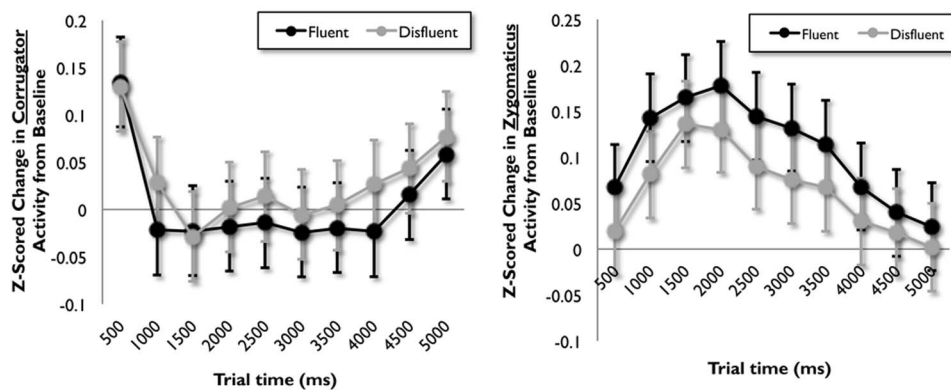 Z-Scored Change in Corrugator
Activity from Baseline
0.2
0.15
0.1
0.05
0
-0.05
-0.1
Fluent Disfluent
500 1000 1500 2000 2500 3000 3500 4000 4500 5000
Trial time (ms)
Z-Scored Change in Zygomaticus
Activity from Baseline
0.25
0.2
0.15
0.1
0.05
0
-0.05
-0.1
Fluent Disfluent
500 1000 1500 2000 2500 3000 3500 4000 4500 5000
Trial time (ms)